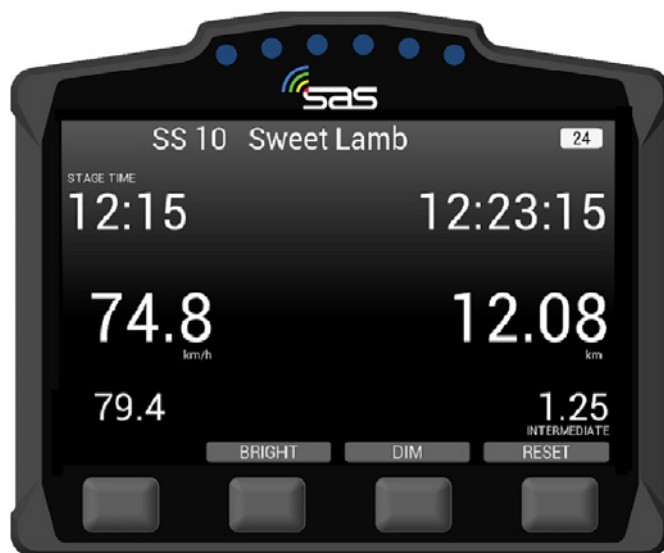 sas
SS 10 Sweet Lamb 24
STAGE TIME
12:15 12:23:15
74.8 12.08
km/h km
79.4 1.25
INTERMEDIATE
BRIGHT DIM RESET